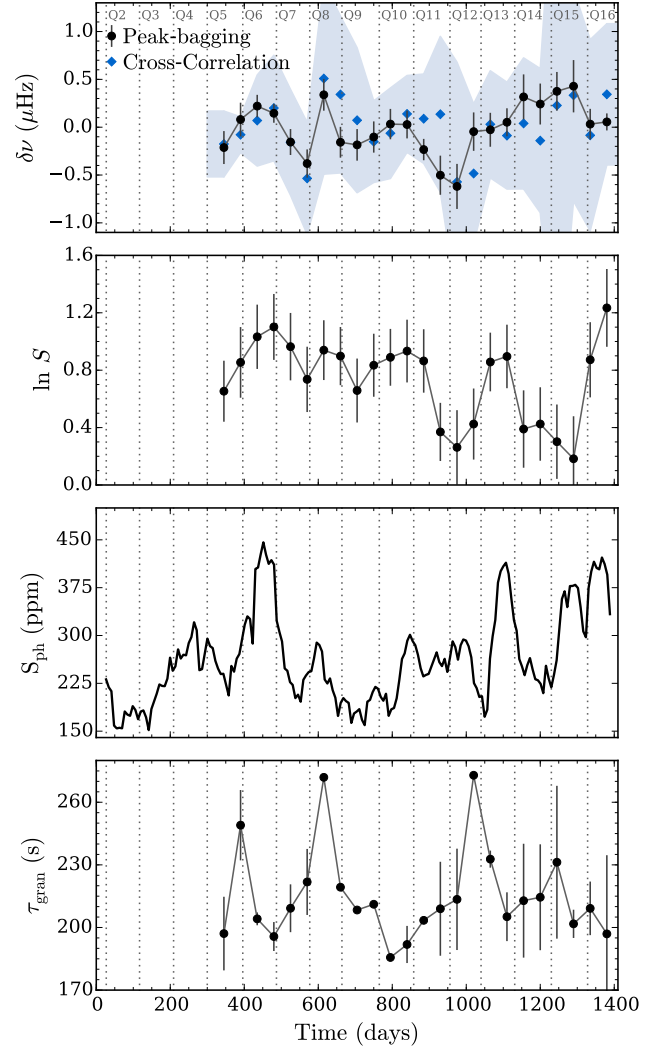 Q2 Q3 Q4 Q5 Q6 Q7 Q8 Q9 Q10 Q11 Q12 Q13 Q14 Q15 Q16
Peak-bagging
Cross-Correlation
1.0
0.5
0.0
−0.5
−1.0
δν (μHz)
1.6
1.2
0.8
0.4
0.0
ln S
450
375
300
225
150
S_ph (ppm)
260
230
200
170
τ_gran (s)
0 200 400 600 800 1000 1200 1400
Time (days)